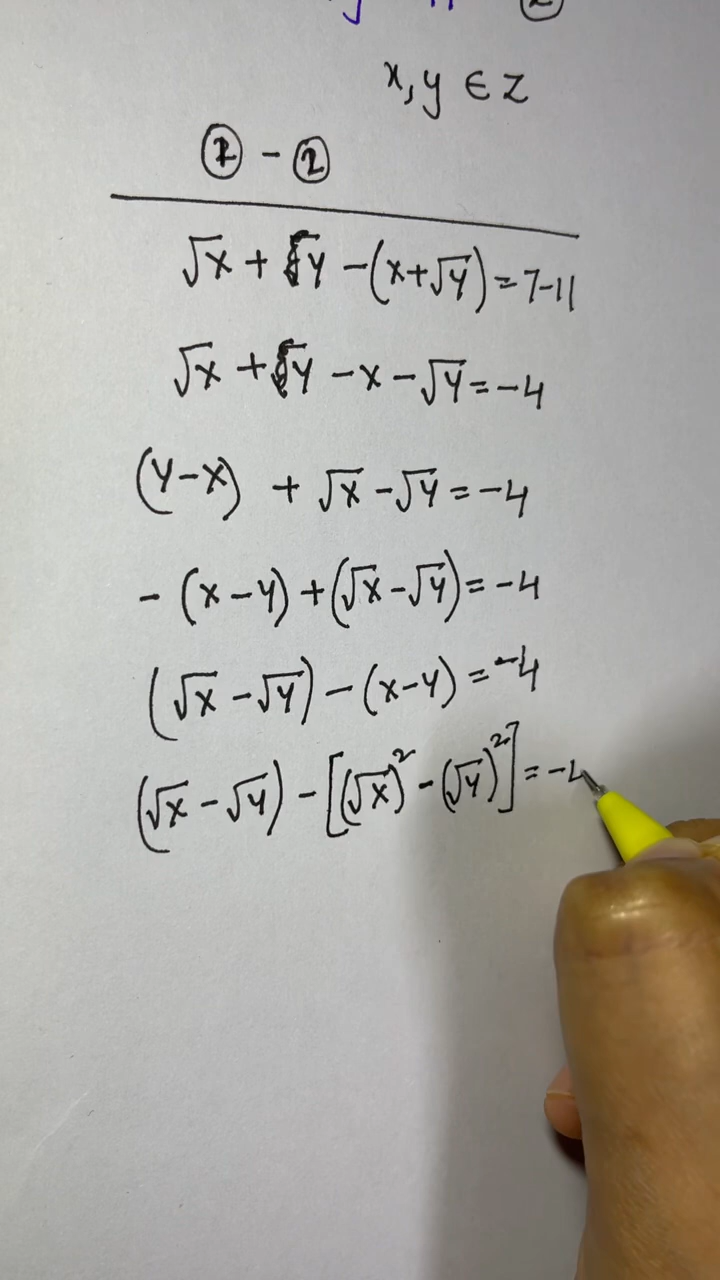 x, y ∈ Z
① - ②
√x + y - (x+√y) = 7-11
√x + y - x - √y = -4
(y-x) + √x - √y = -4
- (x-y) + (√x - √y) = -4
(√x - √y) - (x-y) = -4
(√x - √y) - [(√x)² - (√y)²] = -4